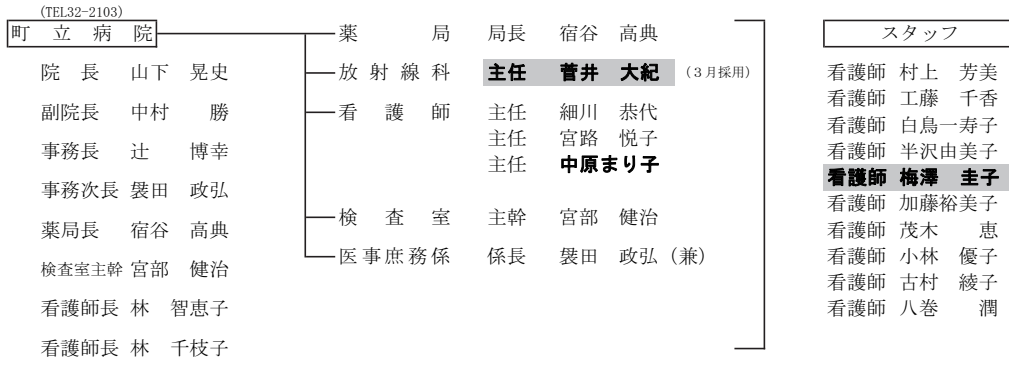 (TEL32-2103)
町立病院
院長 山下 晃史
副院長 中村 勝
事務長 辻 博幸
事務次長 袰田 政弘
薬局長 宿谷 高典
検査室主幹 宮部 健治
看護師長 林 智恵子
看護師長 林 千枝子
薬局 局長 宿谷 高典
放射線科 主任 菅井 大紀 (3月採用)
看護師 主任 細川 恭代
主任 宮路 悦子
主任 中原まり子
検査室 主幹 宮部 健治
医事庶務係 係長 袰田 政弘 (兼)
スタッフ
看護師 村上 芳美
看護師 工藤 千香
看護師 白鳥一寿子
看護師 半沢由美子
看護師 梅澤 圭子
看護師 加藤裕美子
看護師 茂木 恵
看護師 小林 優子
看護師 古村 綾子
看護師 八巻 潤